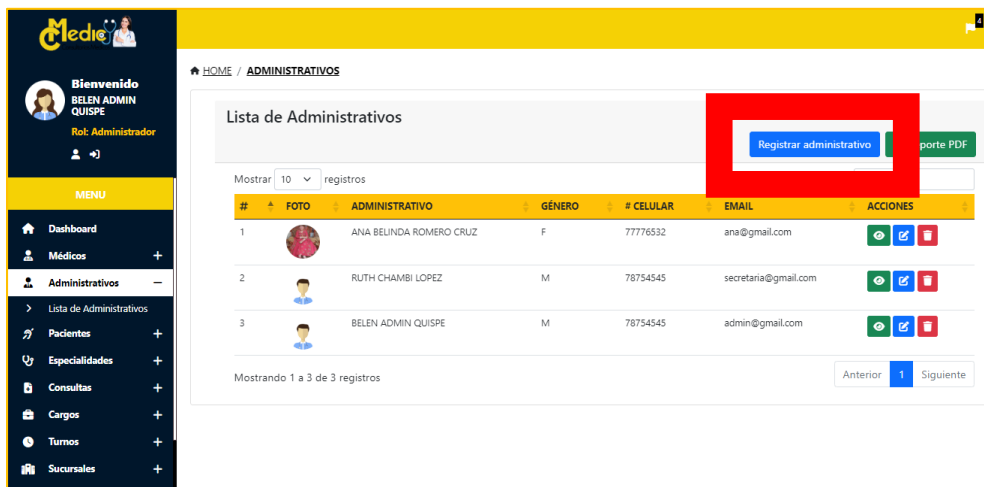 Medic
4
Bienvenido
BELEN ADMIN
QUISPE
Rol: Administrador
MENU
Dashboard
Médicos +
Administrativos −
> Lista de Administrativos
Pacientes +
Especialidades +
Consultas +
Cargos +
Turnos +
Sucursales +
HOME / ADMINISTRATIVOS
Lista de Administrativos
Registrar administrativo
porte PDF
Mostrar 10 registros
# FOTO ADMINISTRATIVO GÉNERO # CELULAR EMAIL ACCIONES
1 ANA BELINDA ROMERO CRUZ F 77776532 ana@gmail.com
2 RUTH CHAMBI LOPEZ M 78754545 secretaria@gmail.com
3 BELEN ADMIN QUISPE M 78754545 admin@gmail.com
Mostrando 1 a 3 de 3 registros
Anterior 1 Siguiente